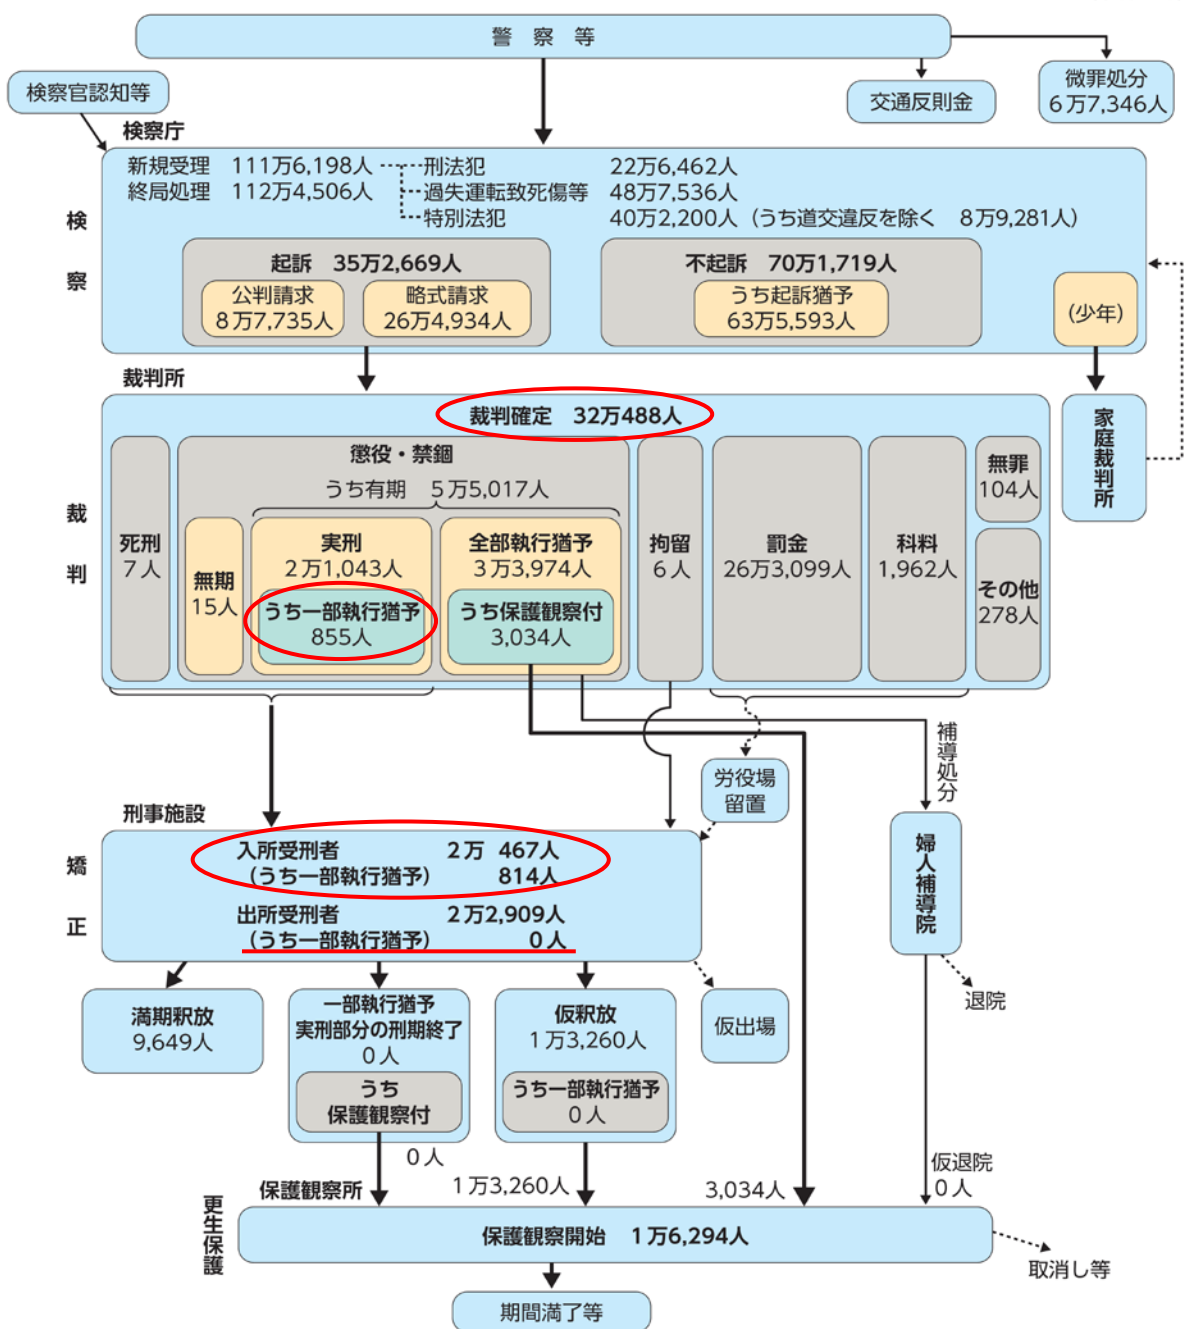 警察等
検察官認知等
交通反則金
微罪処分
6万7,346人
検察庁
検察
新規受理 111万6,198人
終局処理 112万4,506人
刑法犯 22万6,462人
過失運転致死傷等 48万7,536人
特別法犯 40万2,200人（うち道交違反を除く 8万9,281人）
起訴 35万2,669人
公判請求
8万7,735人
略式請求
26万4,934人
不起訴 70万1,719人
うち起訴猶予
63万5,593人
（少年）
裁判所
裁判
裁判確定 32万488人
家庭裁判所
死刑
7人
懲役・禁錮
うち有期 5万5,017人
無期
15人
実刑
2万1,043人
うち一部執行猶予
855人
全部執行猶予
3万3,974人
うち保護観察付
3,034人
拘留
6人
罰金
26万3,099人
科料
1,962人
無罪
104人
その他
278人
労役場
留置
補導処分
婦人補導院
刑事施設
矯正
入所受刑者 2万 467人
（うち一部執行猶予） 814人
出所受刑者 2万2,909人
（うち一部執行猶予） 0人
満期釈放
9,649人
一部執行猶予
実刑部分の刑期終了
0人
うち
保護観察付
仮釈放
1万3,260人
うち一部執行猶予
0人
仮出場
退院
0人
1万3,260人
3,034人
仮退院
0人
保護観察所
更生保護
保護観察開始 1万6,294人
取消し等
期間満了等